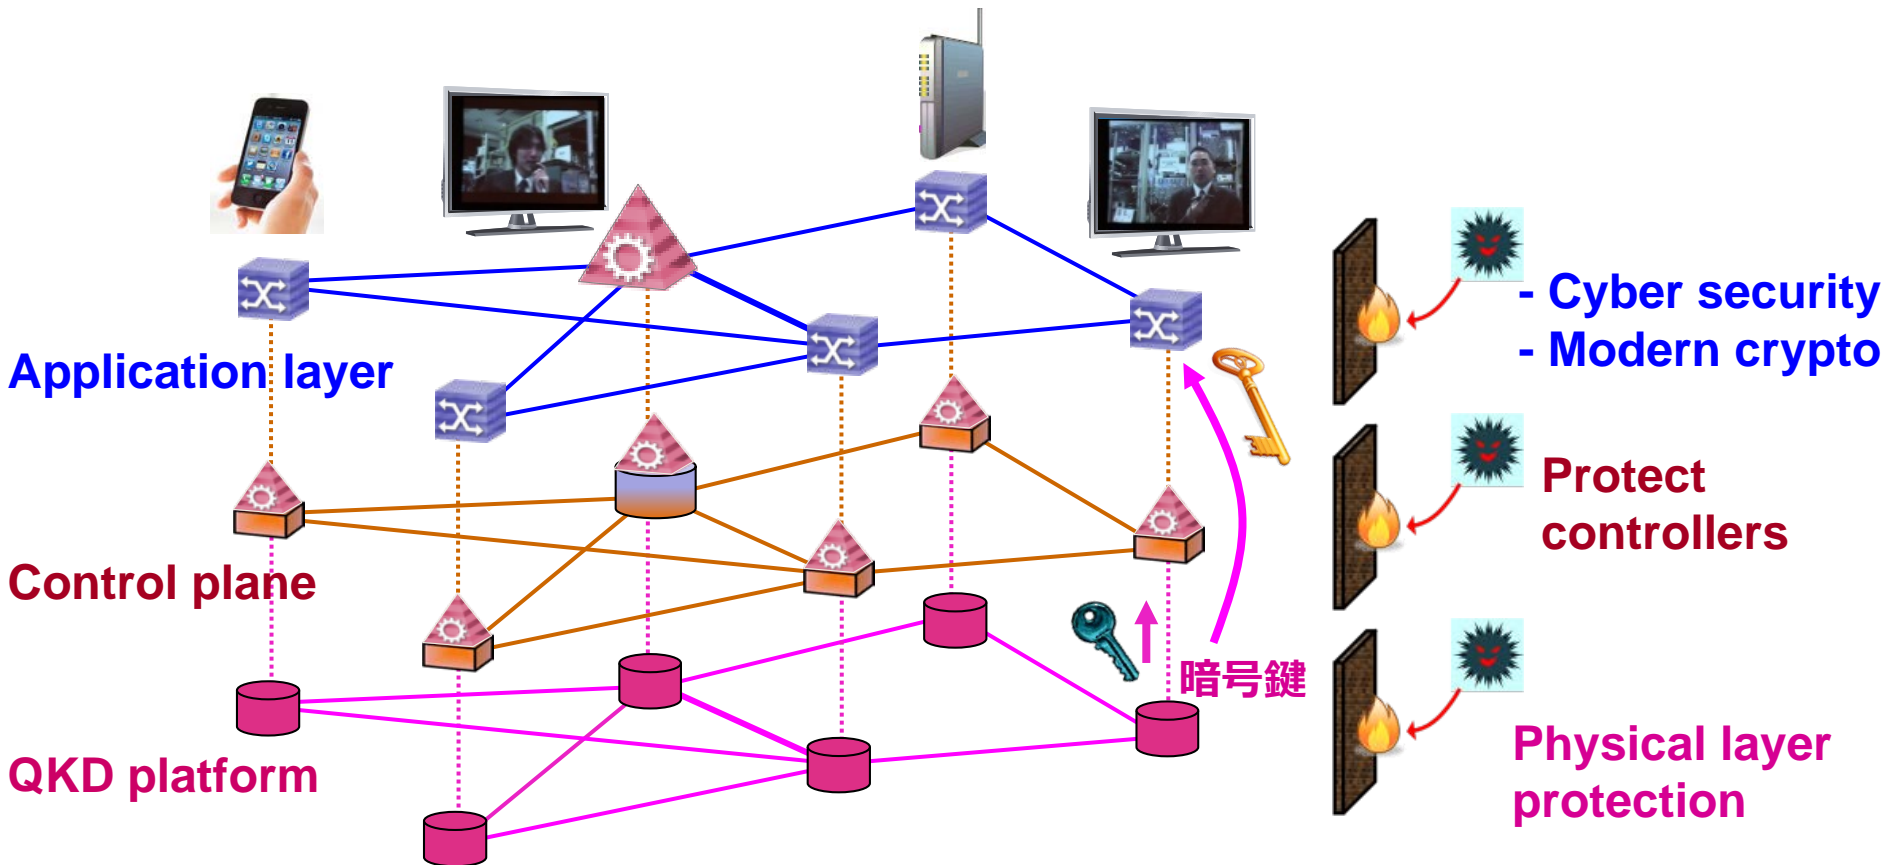 - Cyber security
- Modern crypto
Application layer
Protect
controllers
Control plane
暗号鍵
Physical layer
protection
QKD platform